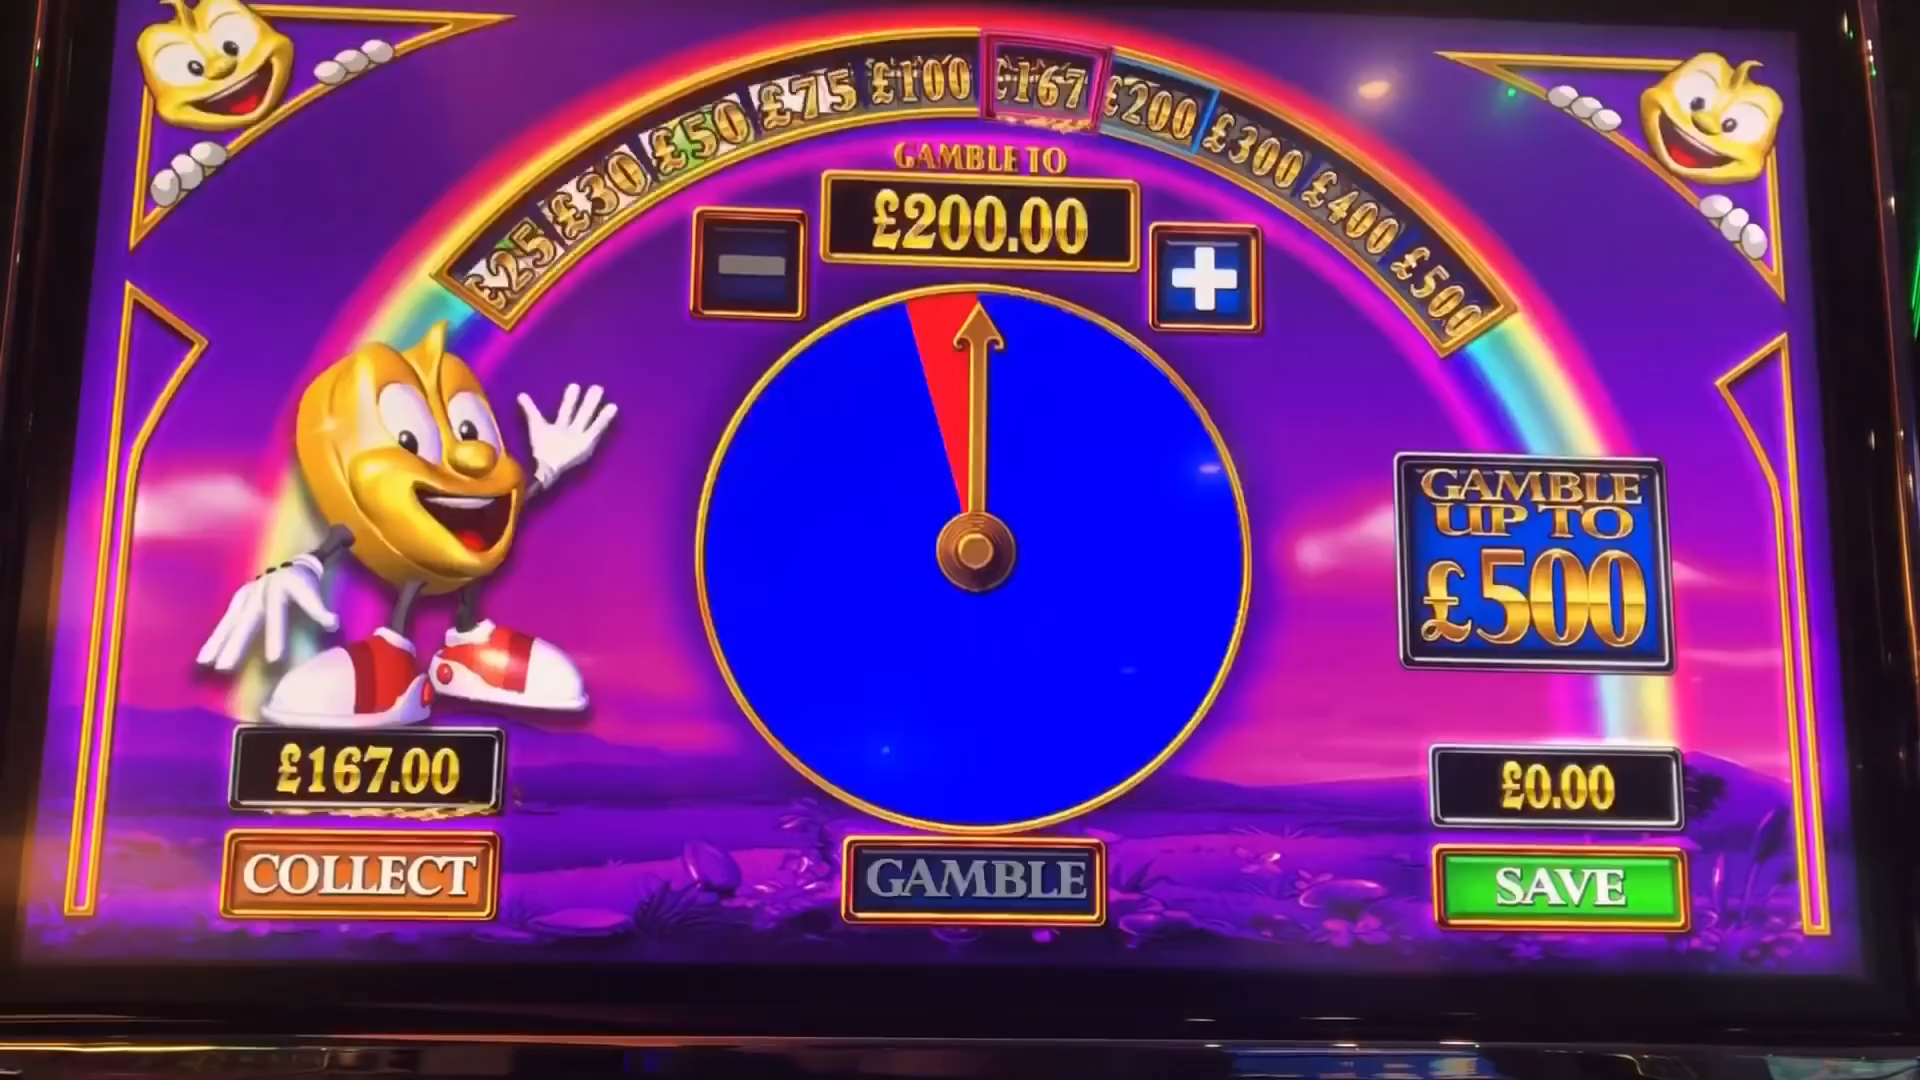 £25 £30 £50 £75 £100 £167 £200 £300 £400 £500
GAMBLE TO
£200.00
GAMBLE
UP TO
£500
£167.00
£0.00
COLLECT
GAMBLE
SAVE